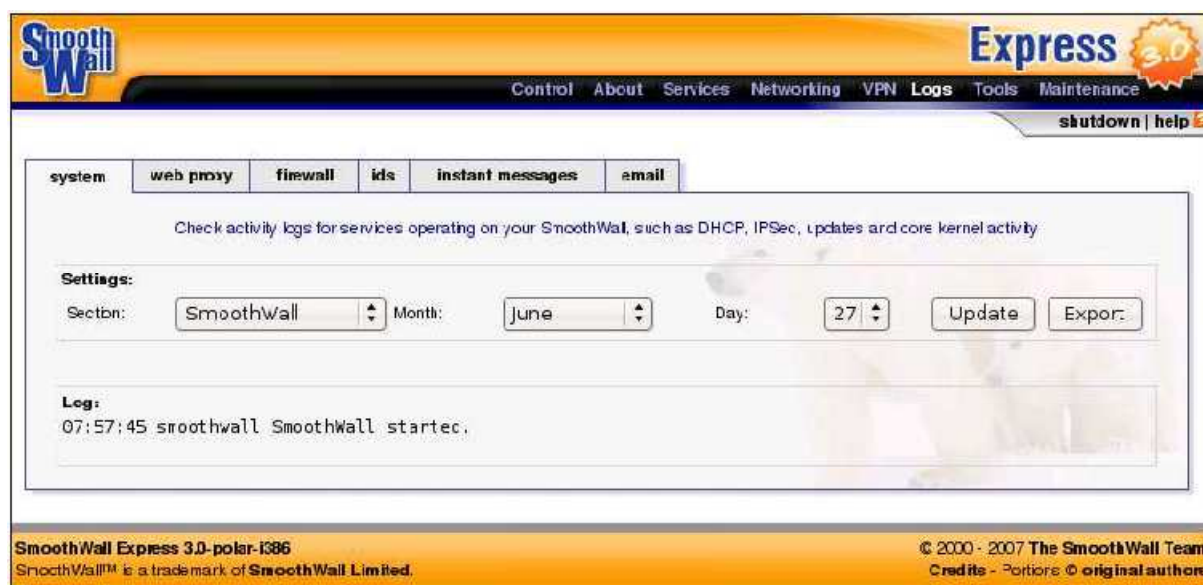 Smooth
Wall
Express 3.0
Control About Services Networking VPN Logs Tools Maintenance
shutdown | help
system web proxy firewall ids instant messages email
Check activity logs for services operating on your SmoothWall, such as DHCP, IPSec, updates and core kernel activity
Settings:
Section: SmoothWall Month: June Day: 27 Update Export
Log:
07:57:45 smoothwall SmoothWall started.
SmoothWall Express 3.0-polar-i386 © 2000 - 2007 The SmoothWall Team
SmoothWall™ is a trademark of SmoothWall Limited. Credits - Portions © original authors